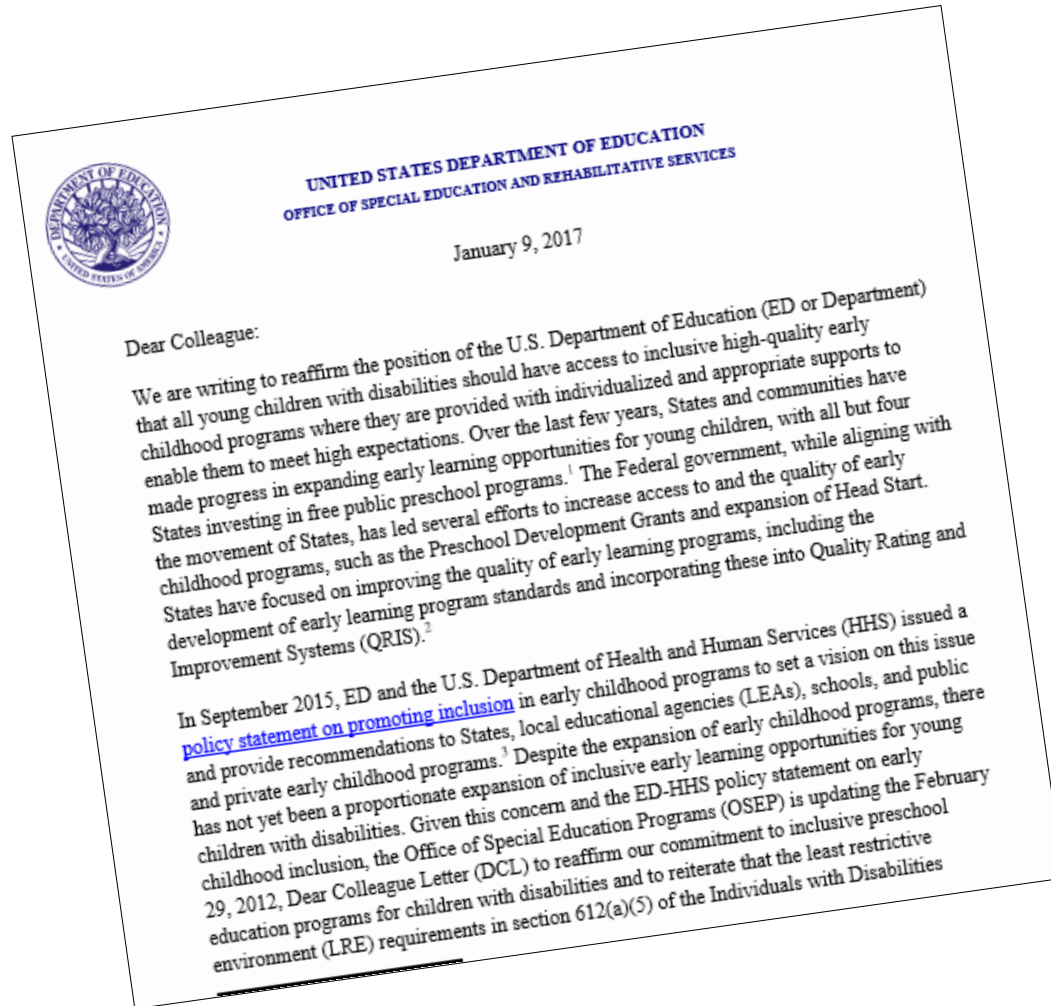 DEPARTMENT OF EDUCATION
UNITED STATES OF AMERICA
UNITED STATES DEPARTMENT OF EDUCATION
OFFICE OF SPECIAL EDUCATION AND REHABILITATIVE SERVICES
January 9, 2017
Dear Colleague:
We are writing to reaffirm the position of the U.S. Department of Education (ED or Department)
that all young children with disabilities should have access to inclusive high-quality early
childhood programs where they are provided with individualized and appropriate supports to
enable them to meet high expectations. Over the last few years, States and communities have
made progress in expanding early learning opportunities for young children, with all but four
States investing in free public preschool programs.¹ The Federal government, while aligning with
the movement of States, has led several efforts to increase access to and the quality of early
childhood programs, such as the Preschool Development Grants and expansion of Head Start.
States have focused on improving the quality of early learning programs, including the
development of early learning program standards and incorporating these into Quality Rating and
Improvement Systems (QRIS).²
In September 2015, ED and the U.S. Department of Health and Human Services (HHS) issued a
policy statement on promoting inclusion in early childhood programs to set a vision on this issue
and provide recommendations to States, local educational agencies (LEAs), schools, and public
and private early childhood programs.³ Despite the expansion of early childhood programs, there
has not yet been a proportionate expansion of inclusive early learning opportunities for young
children with disabilities. Given this concern and the ED-HHS policy statement on early
childhood inclusion, the Office of Special Education Programs (OSEP) is updating the February
29, 2012, Dear Colleague Letter (DCL) to reaffirm our commitment to inclusive preschool
education programs for children with disabilities and to reiterate that the least restrictive
environment (LRE) requirements in section 612(a)(5) of the Individuals with Disabilities